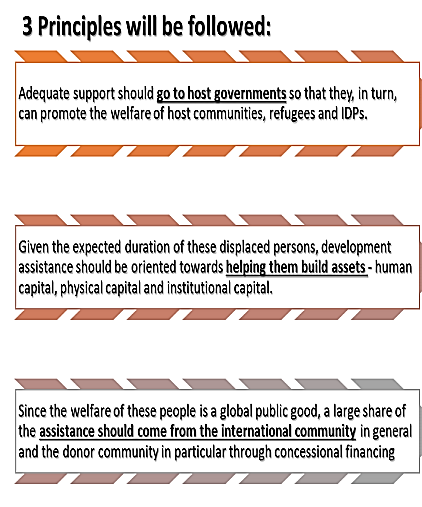 3 Principles will be followed:
Adequate support should go to host governments so that they, in turn,
can promote the welfare of host communities, refugees and IDPs.
Given the expected duration of these displaced persons, development
assistance should be oriented towards helping them build assets - human
capital, physical capital and institutional capital.
Since the welfare of these people is a global public good, a large share of
the assistance should come from the international community in general
and the donor community in particular through concessional financing